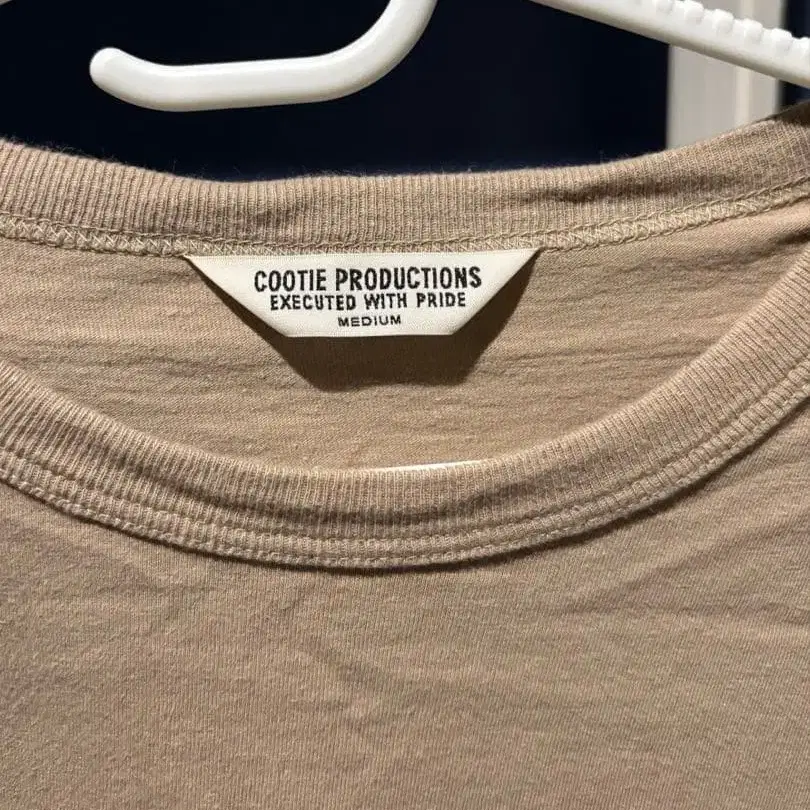 COOTIE PRODUCTIONS
EXECUTED WITH PRIDE
MEDIUM